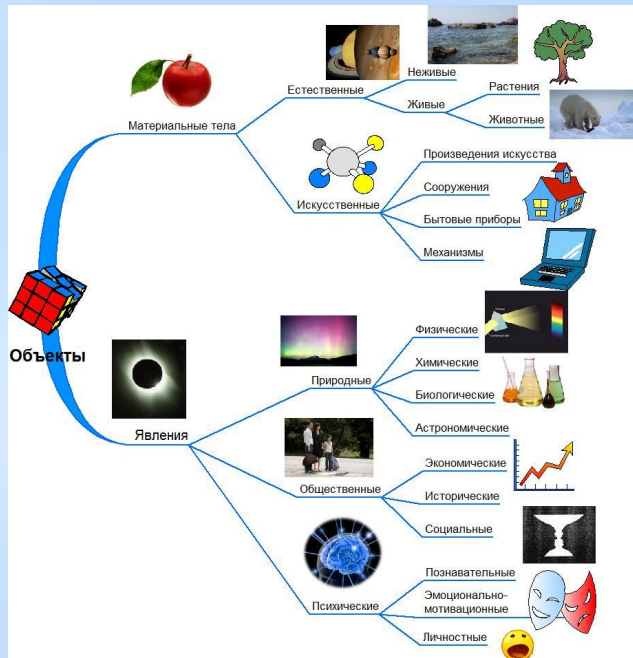 Объекты
Материальные тела
Естественные
Неживые
Живые
Растения
Животные
Искусственные
Произведения искусства
Сооружения
Бытовые приборы
Механизмы
Явления
Природные
Физические
Химические
Биологические
Астрономические
Общественные
Экономические
Исторические
Социальные
Психические
Познавательные
Эмоционально-
мотивационные
Личностные